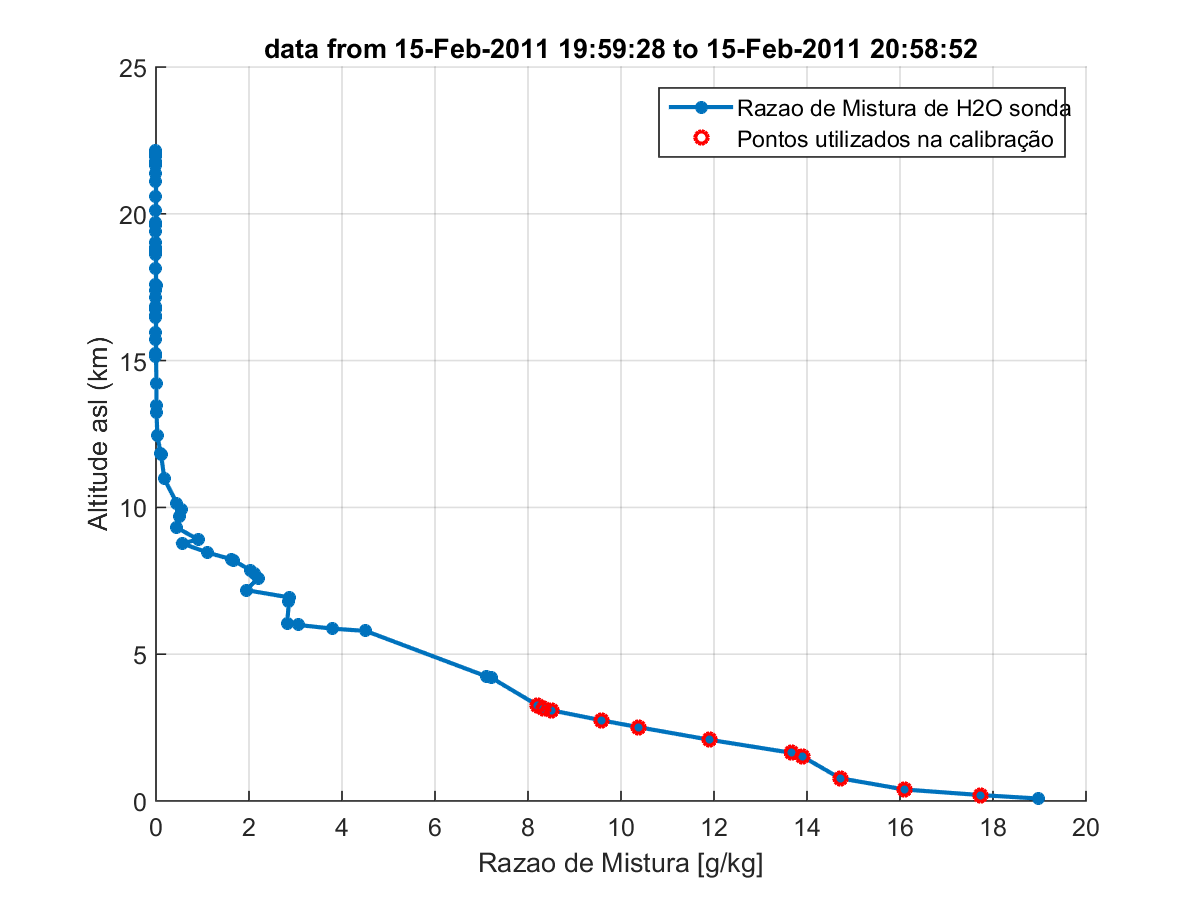 data from 15-Feb-2011 19:59:28 to 15-Feb-2011 20:58:52
Razao de Mistura de H2O sonda
Pontos utilizados na calibração
25
20
15
10
5
0
Altitude asl (km)
0 2 4 6 8 10 12 14 16 18 20
Razao de Mistura [g/kg]